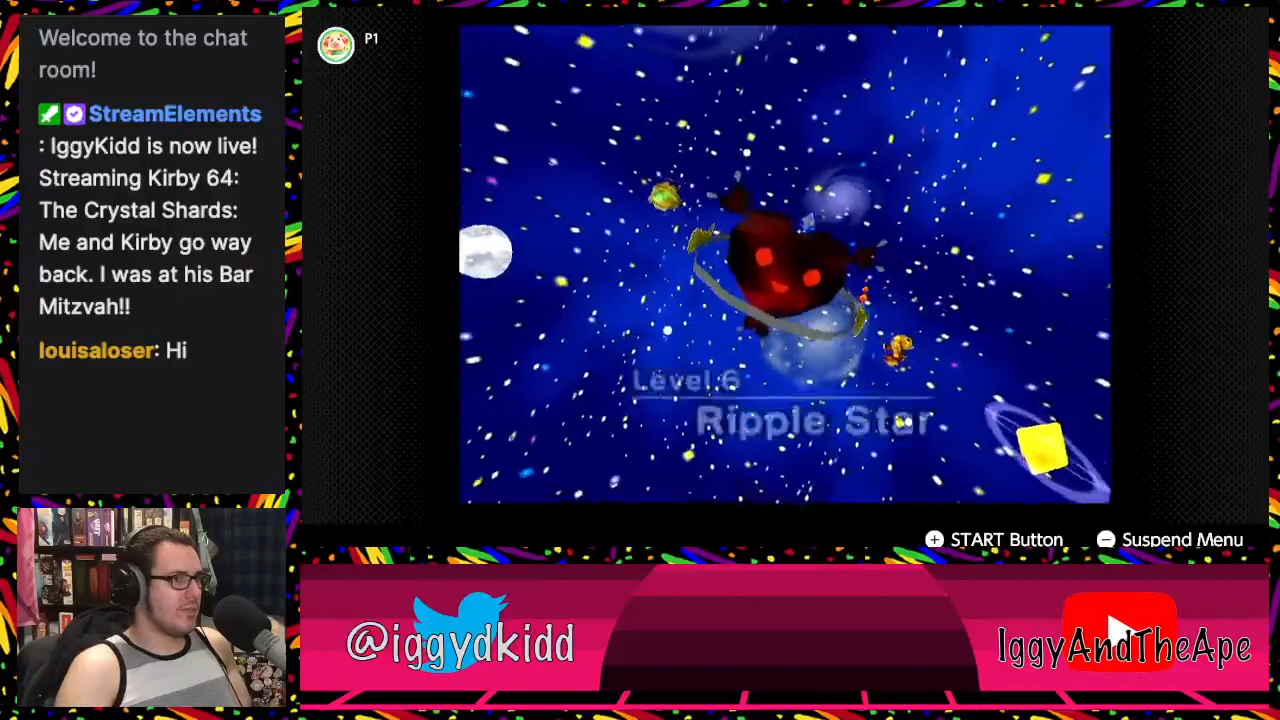 Welcome to the chat
room!
StreamElements
: IggyKidd is now live!
Streaming Kirby 64:
The Crystal Shards:
Me and Kirby go way
back. I was at his Bar
Mitzvah!!
louisaloser: Hi
P1
Level 6
Ripple Star
START Button
Suspend Menu
@iggydkidd
IggyAndTheApe